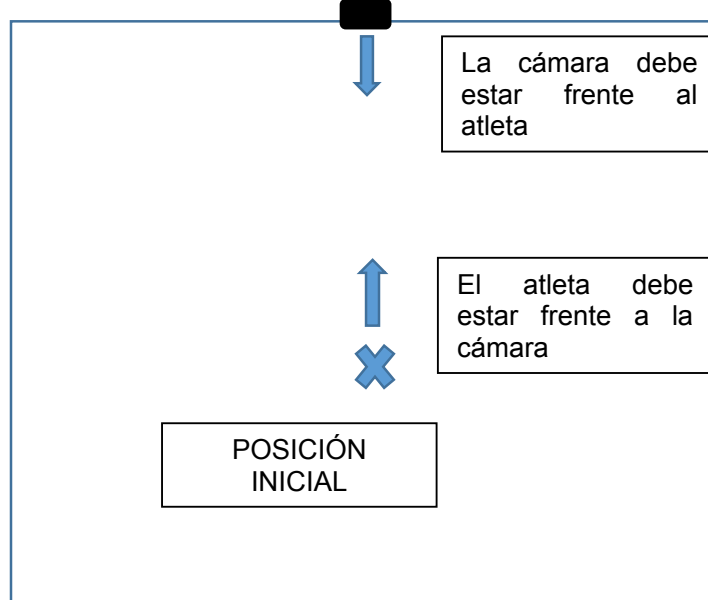 La cámara debe
estar frente al
atleta
El atleta debe
estar frente a la
cámara
POSICIÓN
INICIAL